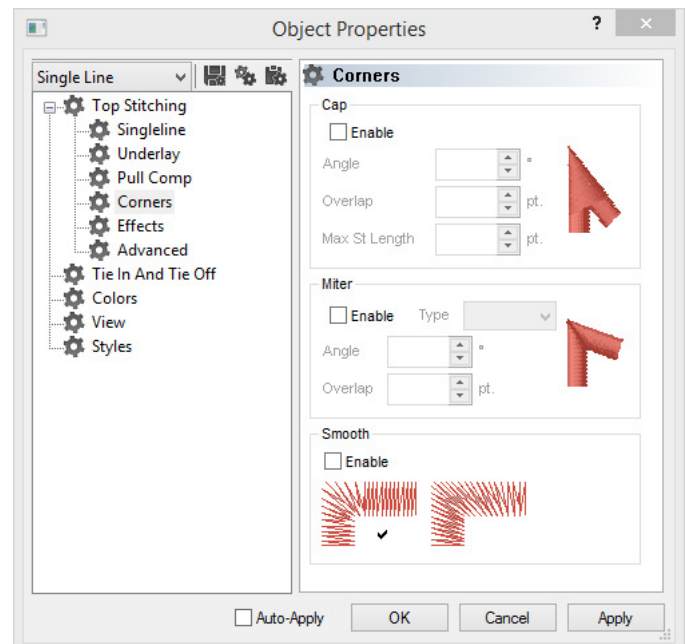 Object Properties
?
Single Line
Top Stitching
Singleline
Underlay
Pull Comp
Corners
Effects
Advanced
Tie In And Tie Off
Colors
View
Styles
Corners
Cap
Enable
Angle °
Overlap pt.
Max St Length pt.
Miter
Enable Type
Angle °
Overlap pt.
Smooth
Enable
Auto-Apply OK Cancel Apply